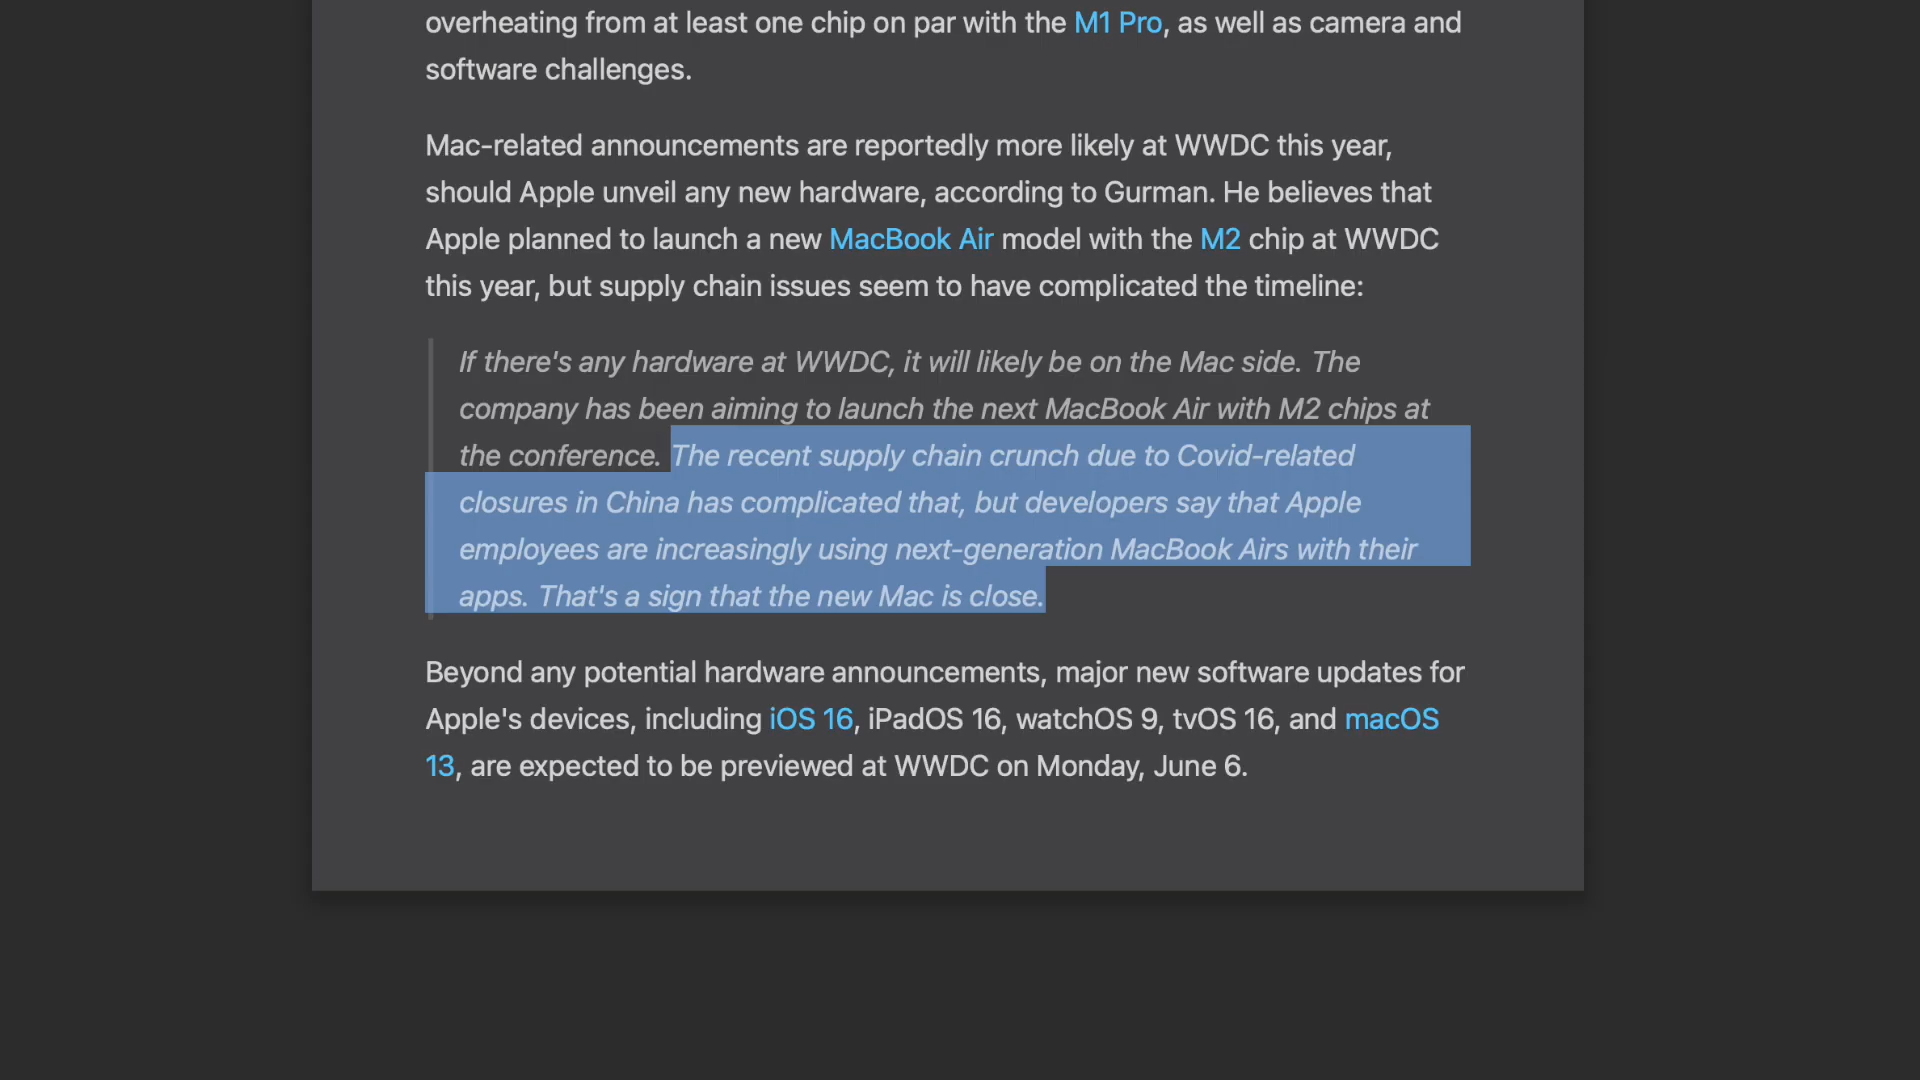 overheating from at least one chip on par with the M1 Pro, as well as camera and
software challenges.
Mac-related announcements are reportedly more likely at WWDC this year,
should Apple unveil any new hardware, according to Gurman. He believes that
Apple planned to launch a new MacBook Air model with the M2 chip at WWDC
this year, but supply chain issues seem to have complicated the timeline:
If there's any hardware at WWDC, it will likely be on the Mac side. The
company has been aiming to launch the next MacBook Air with M2 chips at
the conference. The recent supply chain crunch due to Covid-related
closures in China has complicated that, but developers say that Apple
employees are increasingly using next-generation MacBook Airs with their
apps. That's a sign that the new Mac is close.
Beyond any potential hardware announcements, major new software updates for
Apple's devices, including iOS 16, iPadOS 16, watchOS 9, tvOS 16, and macOS
13, are expected to be previewed at WWDC on Monday, June 6.